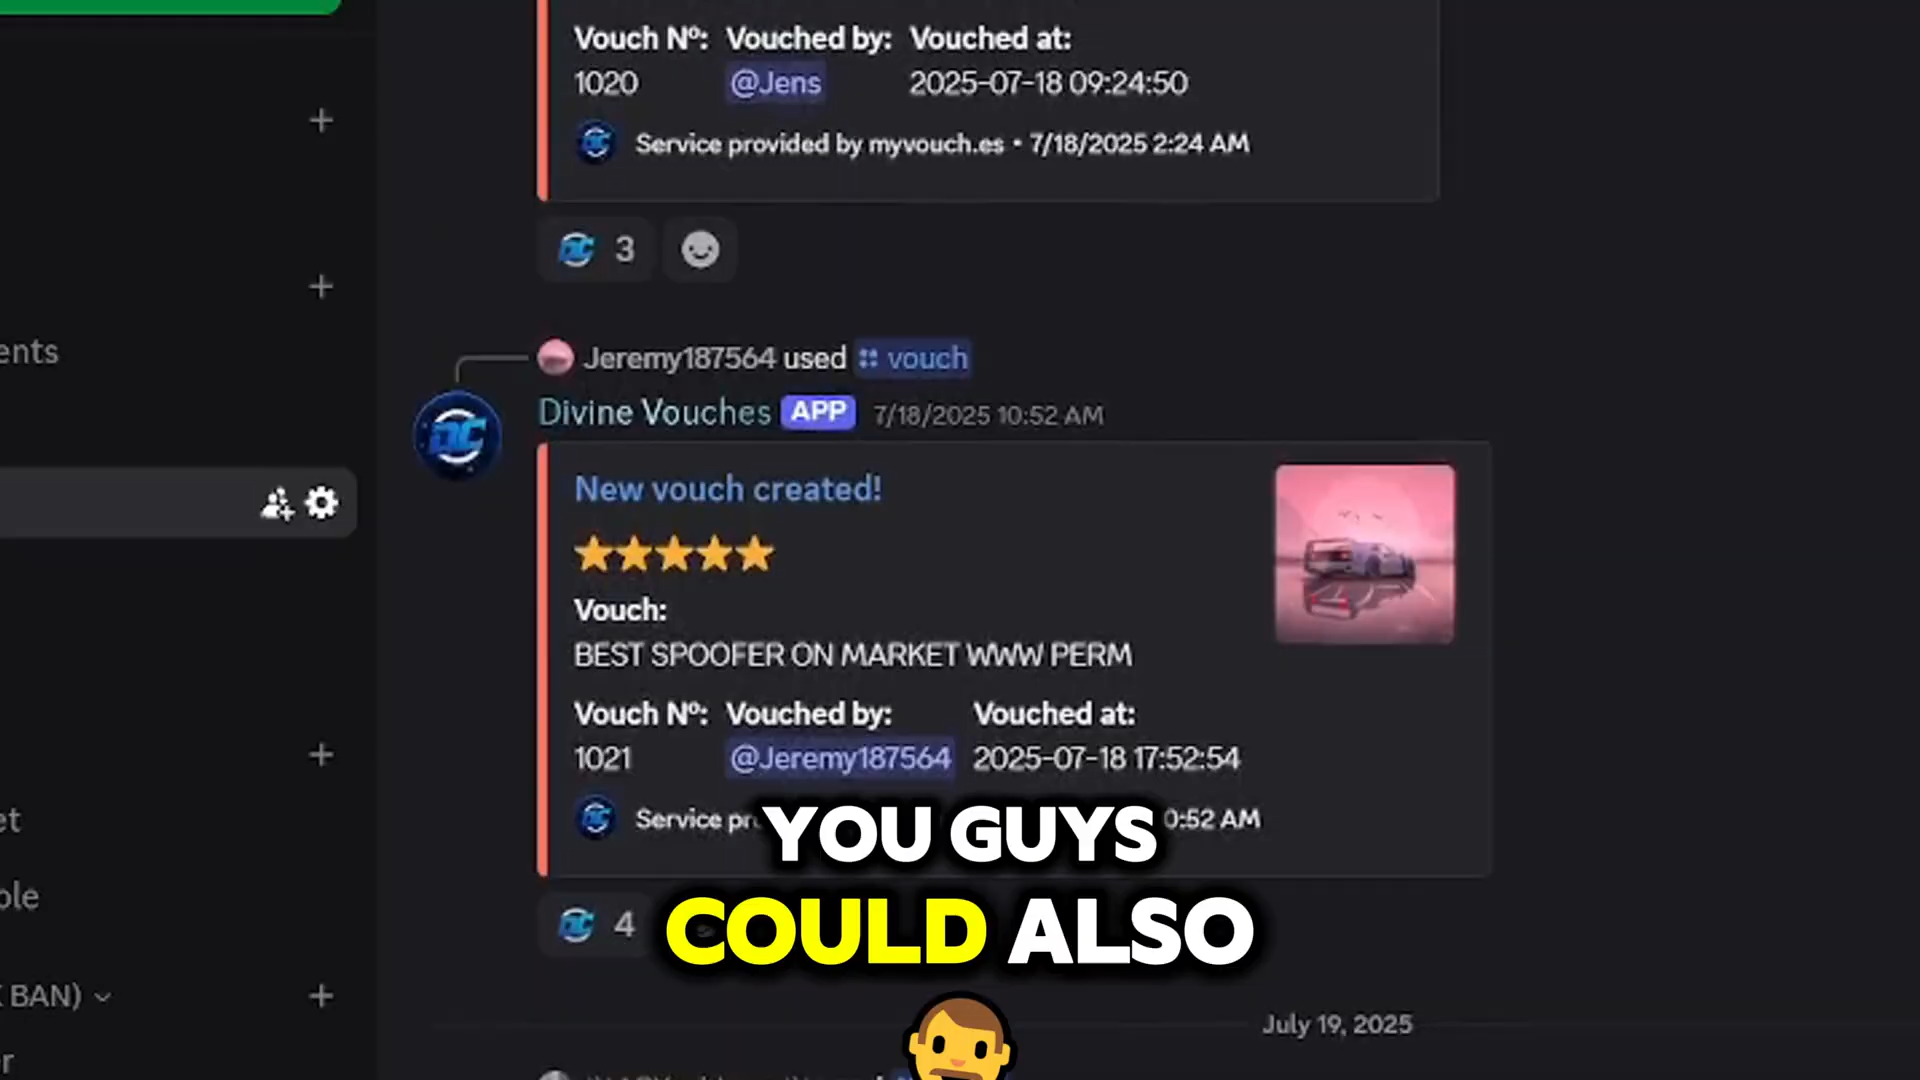 Vouch Nº: Vouched by: Vouched at:
1020 @Jens 2025-07-18 09:24:50
Service provided by myvouch.es • 7/18/2025 2:24 AM
3
ents
Jeremy187564 used vouch
Divine Vouches APP 7/18/2025 10:52 AM
New vouch created!
Vouch:
BEST SPOOFER ON MARKET WWW PERM
Vouch Nº: Vouched by: Vouched at:
1021 @Jeremy187564 2025-07-18 17:52:54
Service pr 0:52 AM
YOU GUYS
COULD ALSO
et
ole
4
BAN)
July 19, 2025
er